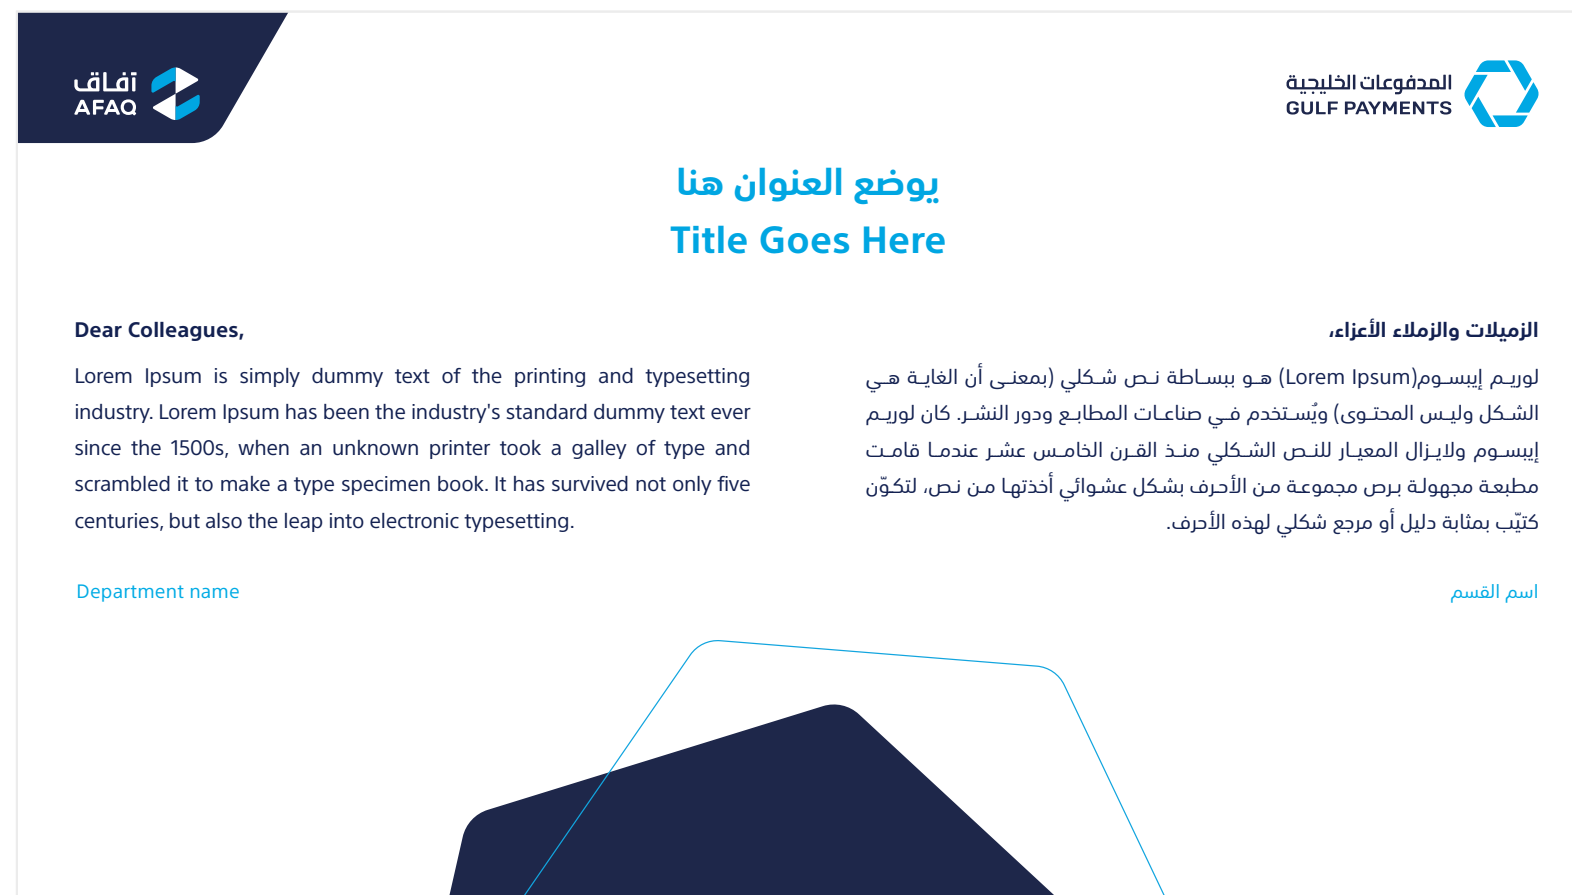 آفاق
AFAQ
المدفوعات الخليجية
GULF PAYMENTS
يوضع العنوان هنا
Title Goes Here
Dear Colleagues,
Lorem Ipsum is simply dummy text of the printing and typesetting
industry. Lorem Ipsum has been the industry's standard dummy text ever
since the 1500s, when an unknown printer took a galley of type and
scrambled it to make a type specimen book. It has survived not only five
centuries, but also the leap into electronic typesetting.
Department name
الزميلات والزملاء الأعزاء،
لوريم إيبسوم(Lorem Ipsum) هو ببساطة نص شكلي (بمعنى أن الغاية هي
الشكل وليس المحتوى) ويُستخدم في صناعات المطابع ودور النشر. كان لوريم
إيبسوم ولايزال المعيار للنص الشكلي منذ القرن الخامس عشر عندما قامت
مطبعة مجهولة برص مجموعة من الأحرف بشكل عشوائي أخذتها من نص، لتكوّن
كتيّب بمثابة دليل أو مرجع شكلي لهذه الأحرف.
اسم القسم